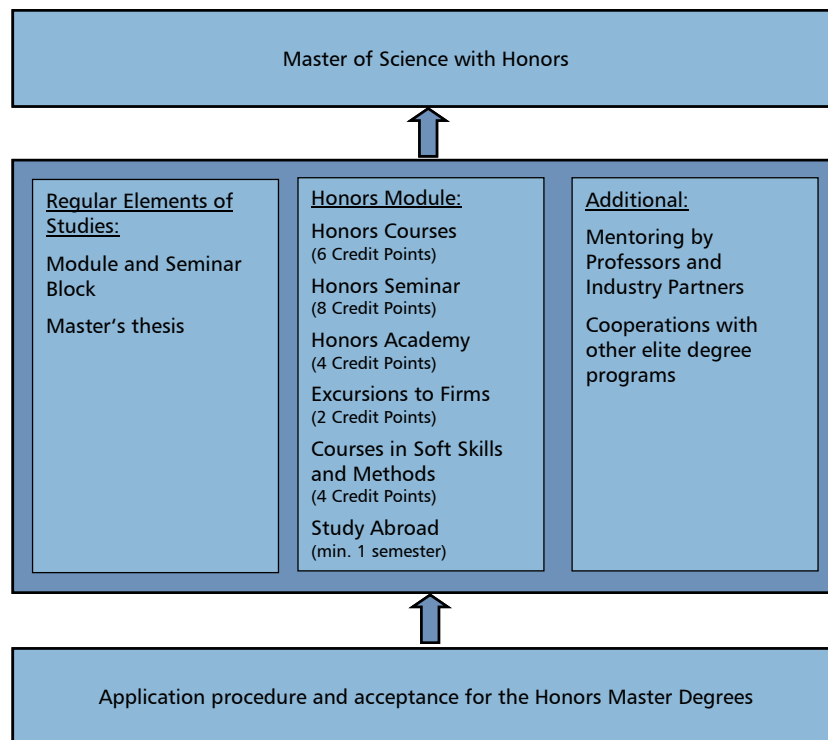 Master of Science with Honors
Regular Elements of
Studies:
Module and Seminar
Block
Master‘s thesis
Honors Module:
Honors Courses
(6 Credit Points)
Honors Seminar
(8 Credit Points)
Honors Academy
(4 Credit Points)
Excursions to Firms
(2 Credit Points)
Courses in Soft Skills
and Methods
(4 Credit Points)
Study Abroad
(min. 1 semester)
Additional:
Mentoring by
Professors and
Industry Partners
Cooperations with
other elite degree
programs
Application procedure and acceptance for the Honors Master Degrees